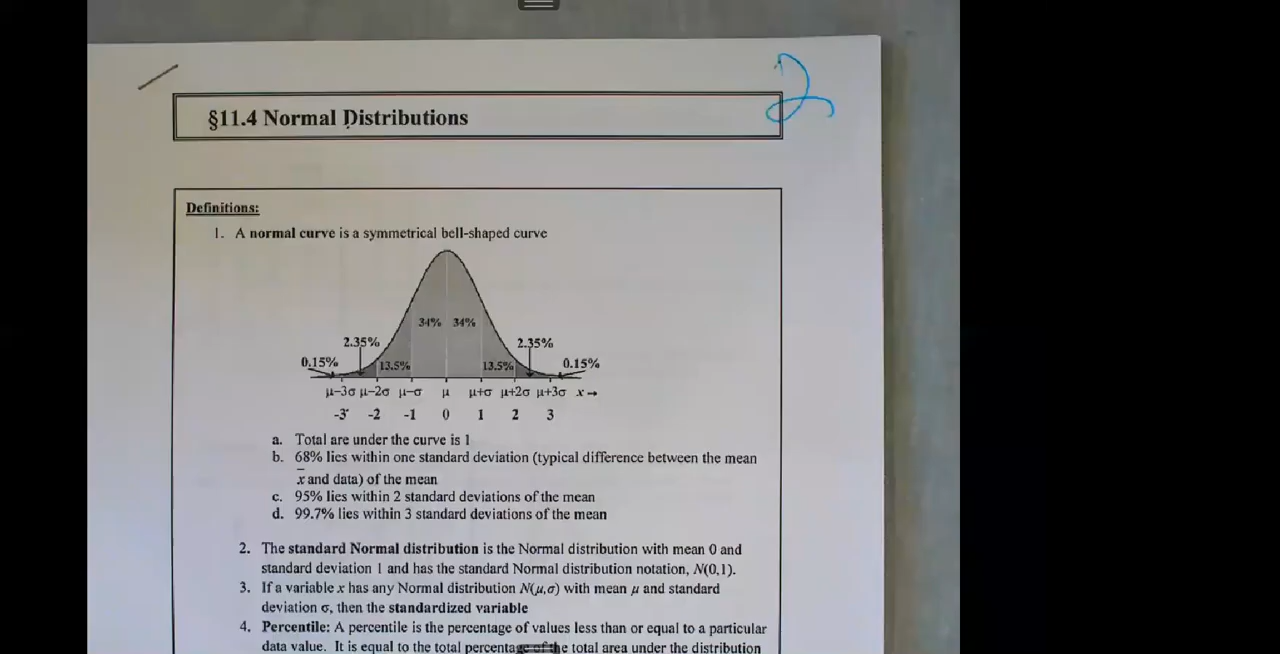 2
§11.4 Normal Distributions
Definitions:
1. A normal curve is a symmetrical bell-shaped curve
34% 34%
2.35% 2.35%
0.15% 13.5% 13.5% 0.15%
μ−3σ μ−2σ μ−σ μ μ+σ μ+2σ μ+3σ x→
-3 -2 -1 0 1 2 3
a. Total are under the curve is 1
b. 68% lies within one standard deviation (typical difference between the mean
x̄ and data) of the mean
c. 95% lies within 2 standard deviations of the mean
d. 99.7% lies within 3 standard deviations of the mean
2. The standard Normal distribution is the Normal distribution with mean 0 and
standard deviation 1 and has the standard Normal distribution notation, N(0,1).
3. If a variable x has any Normal distribution N(μ,σ) with mean μ and standard
deviation σ, then the standardized variable
4. Percentile: A percentile is the percentage of values less than or equal to a particular
data value. It is equal to the total percentage of the total area under the distribution